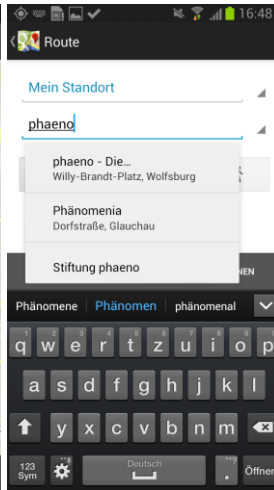 16:48
Route
Mein Standort
phaeno
phaeno - Die…
Willy-Brandt-Platz, Wolfsburg
Phänomenia
Dorfstraße, Glauchau
Stiftung phaeno
NEN
Phänomene Phänomen phänomenal
q w e r t z u i o p
a s d f g h j k l
y x c v b n m
123
Sym
Deutsch
. Öffnen